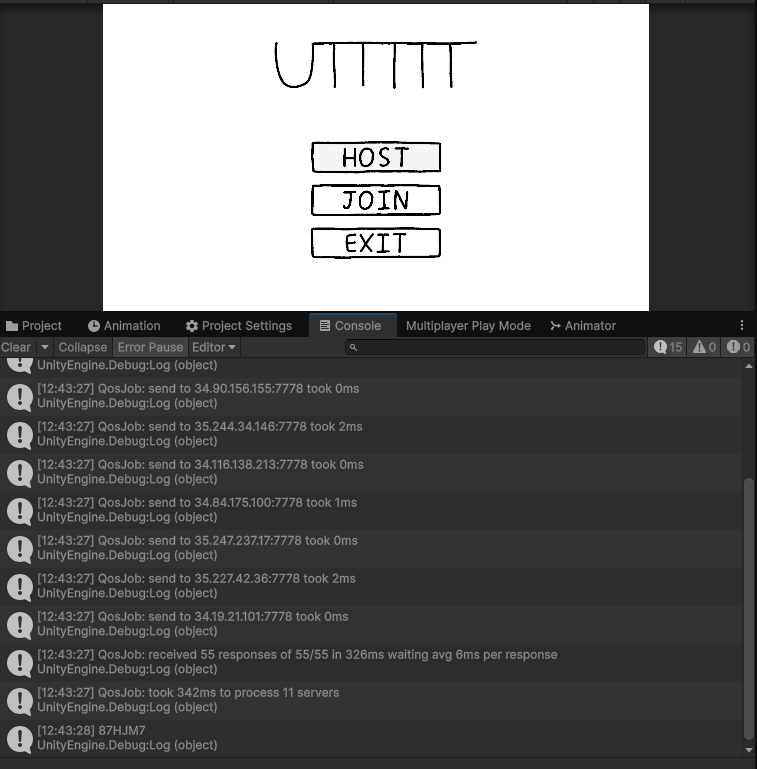 UTTTTT
HOST
JOIN
EXIT
Project Animation Project Settings Console Multiplayer Play Mode Animator
Clear Collapse Error Pause Editor 15 0 0
UnityEngine.Debug:Log (object)
[12:43:27] QosJob: send to 34.90.156.155:7778 took 0ms
UnityEngine.Debug:Log (object)
[12:43:27] QosJob: send to 35.244.34.146:7778 took 2ms
UnityEngine.Debug:Log (object)
[12:43:27] QosJob: send to 34.116.138.213:7778 took 0ms
UnityEngine.Debug:Log (object)
[12:43:27] QosJob: send to 34.84.175.100:7778 took 1ms
UnityEngine.Debug:Log (object)
[12:43:27] QosJob: send to 35.247.237.17:7778 took 0ms
UnityEngine.Debug:Log (object)
[12:43:27] QosJob: send to 35.227.42.36:7778 took 2ms
UnityEngine.Debug:Log (object)
[12:43:27] QosJob: send to 34.19.21.101:7778 took 0ms
UnityEngine.Debug:Log (object)
[12:43:27] QosJob: received 55 responses of 55/55 in 326ms waiting avg 6ms per response
UnityEngine.Debug:Log (object)
[12:43:27] QosJob: took 342ms to process 11 servers
UnityEngine.Debug:Log (object)
[12:43:28] 87HJM7
UnityEngine.Debug:Log (object)